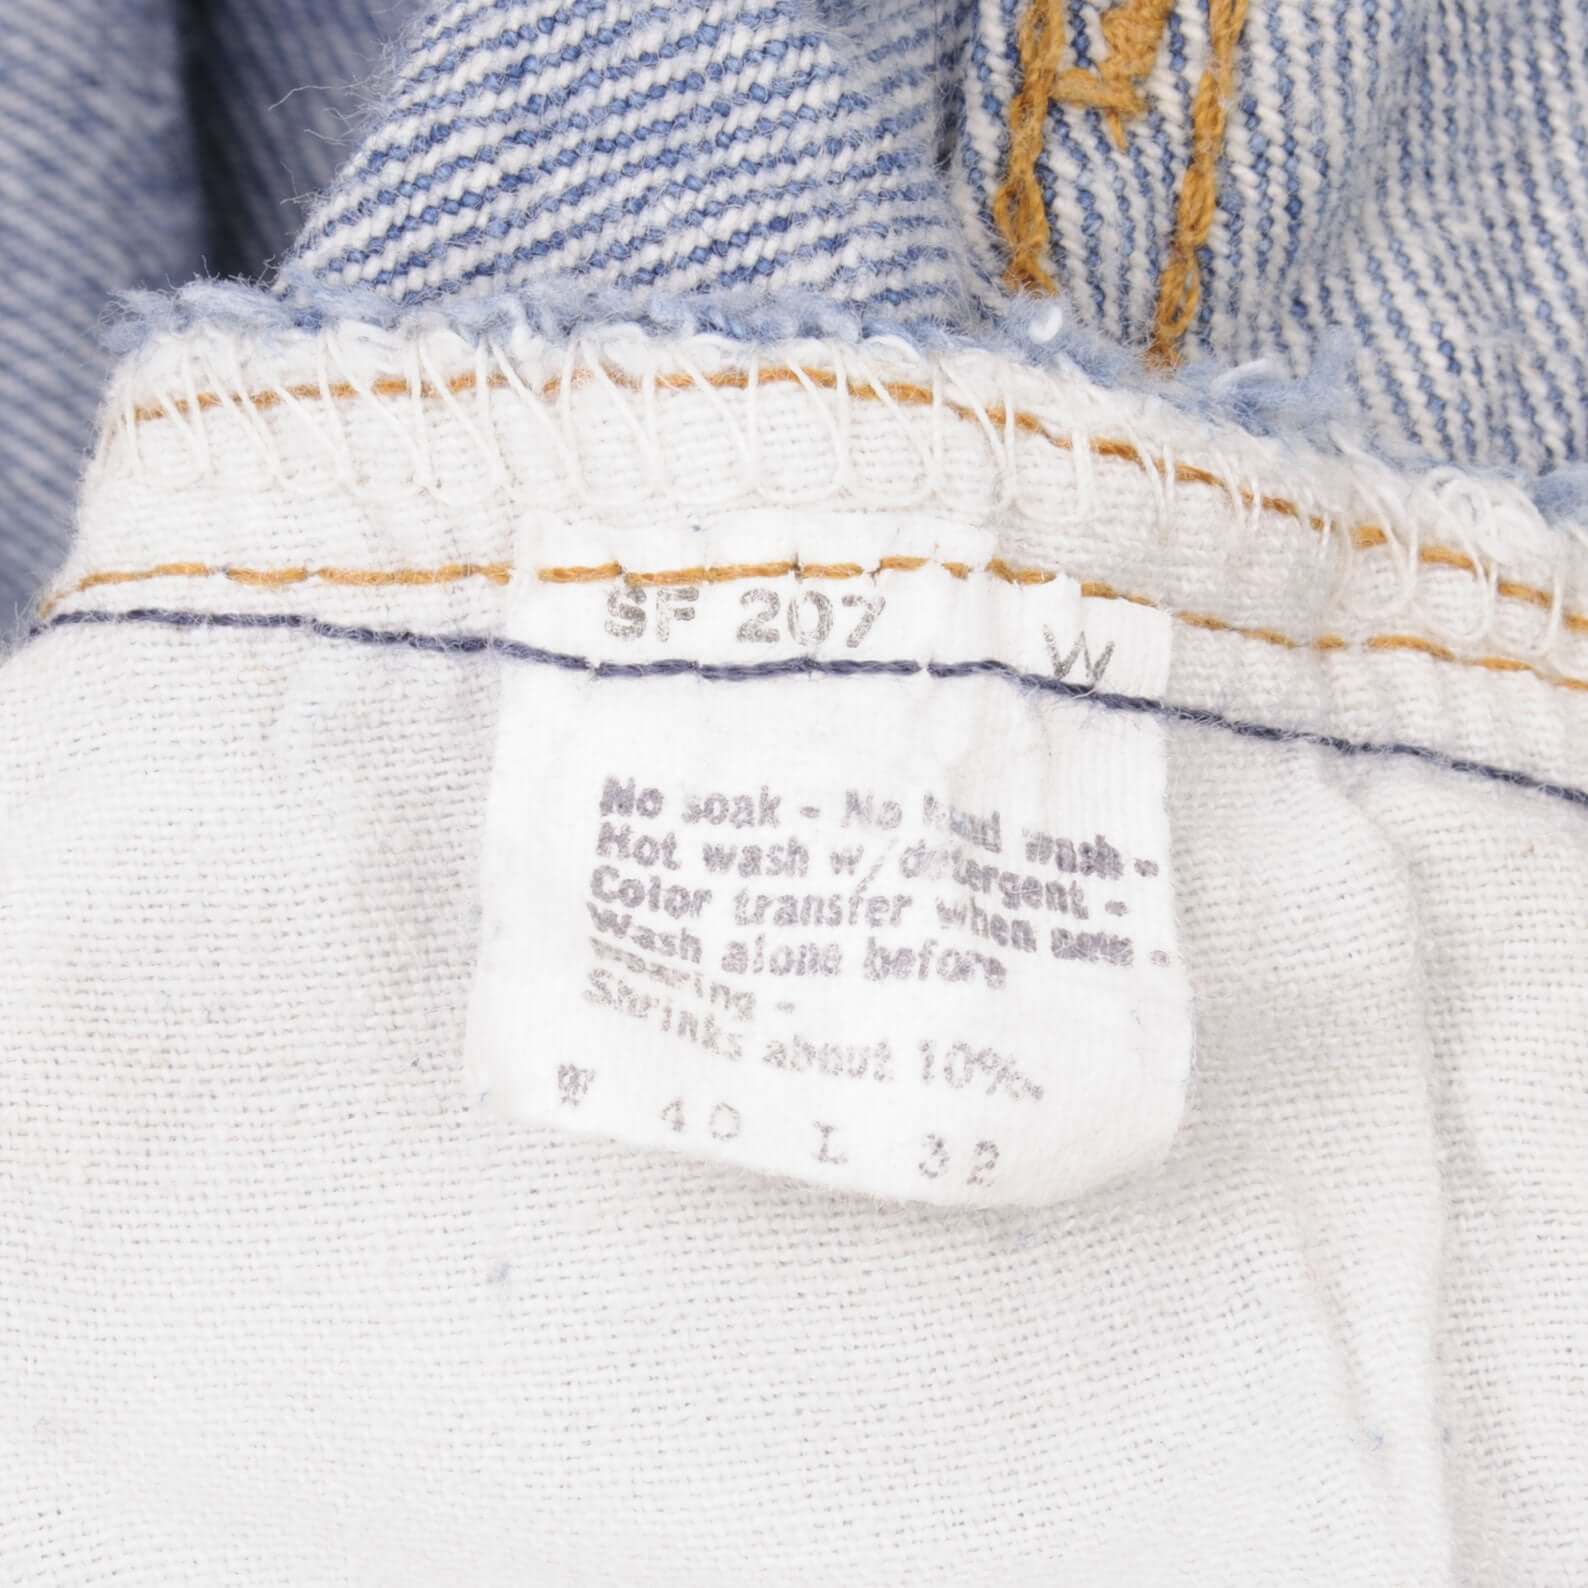 SF 207 W
No soak - No hand wash -
Hot wash w/ detergent -
Color transfer when new -
Wash alone before
wearing -
Shrinks about 10%.
W 40 L 32